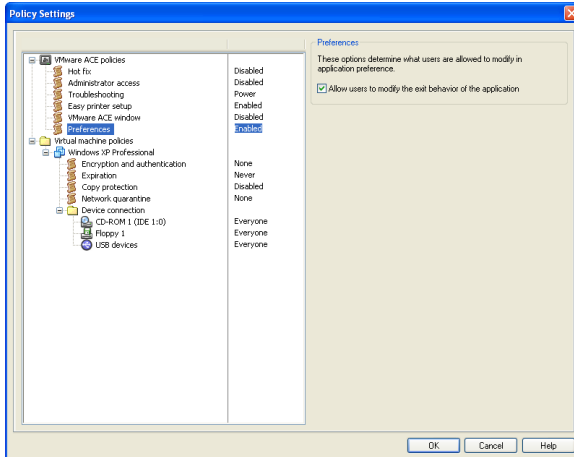 Policy Settings
VMware ACE policies
Hot fix Disabled
Administrator access Disabled
Troubleshooting Power
Easy printer setup Enabled
VMware ACE window Disabled
Preferences Enabled
Virtual machine policies
Windows XP Professional
Encryption and authentication None
Expiration Never
Copy protection Disabled
Network quarantine None
Device connection
CD-ROM 1 (IDE 1:0) Everyone
Floppy 1 Everyone
USB devices Everyone
Preferences
These options determine what users are allowed to modify in
application preference.
Allow users to modify the exit behavior of the application
OK Cancel Help